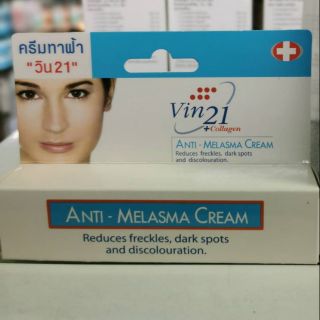 ครีมทาฝ้า
"วิน21"
Vin21
+Collagen
ANTI - MELASMA CREAM
Reduces freckles, dark spots
and discolouration.
ANTI - MELASMA CREAM
Reduces freckles, dark spots
and discolouration.